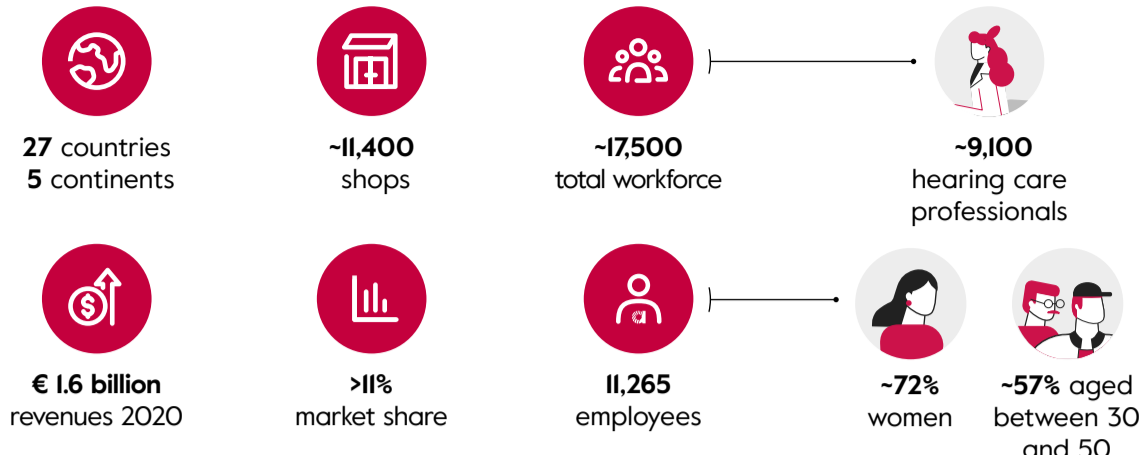 27 countries
5 continents
~11,400
shops
~17,500
total workforce
~9,100
hearing care
professionals
€ 1.6 billion
revenues 2020
>11%
market share
11,265
employees
~72%
women
~57% aged
between 30
and 50